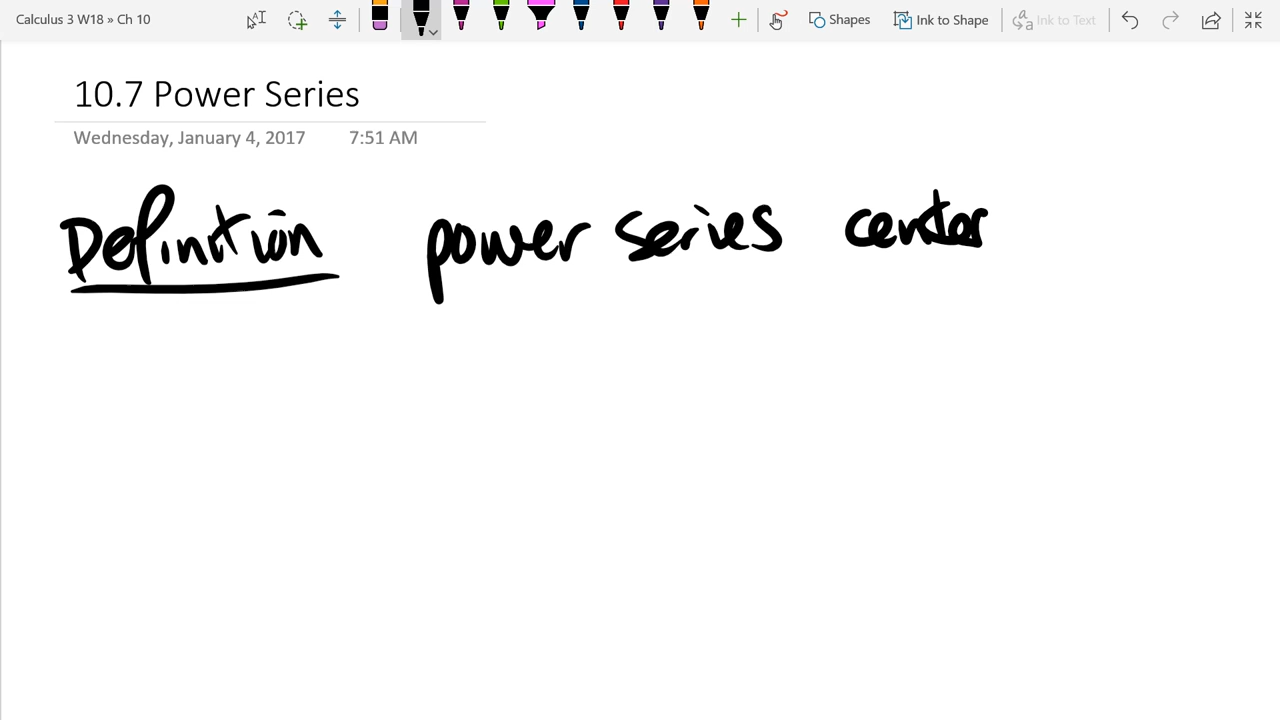 Calculus 3 W18 » Ch 10
Shapes
Ink to Shape
Ink to Text
10.7 Power Series
Wednesday, January 4, 2017 7:51 AM
Definition power series center